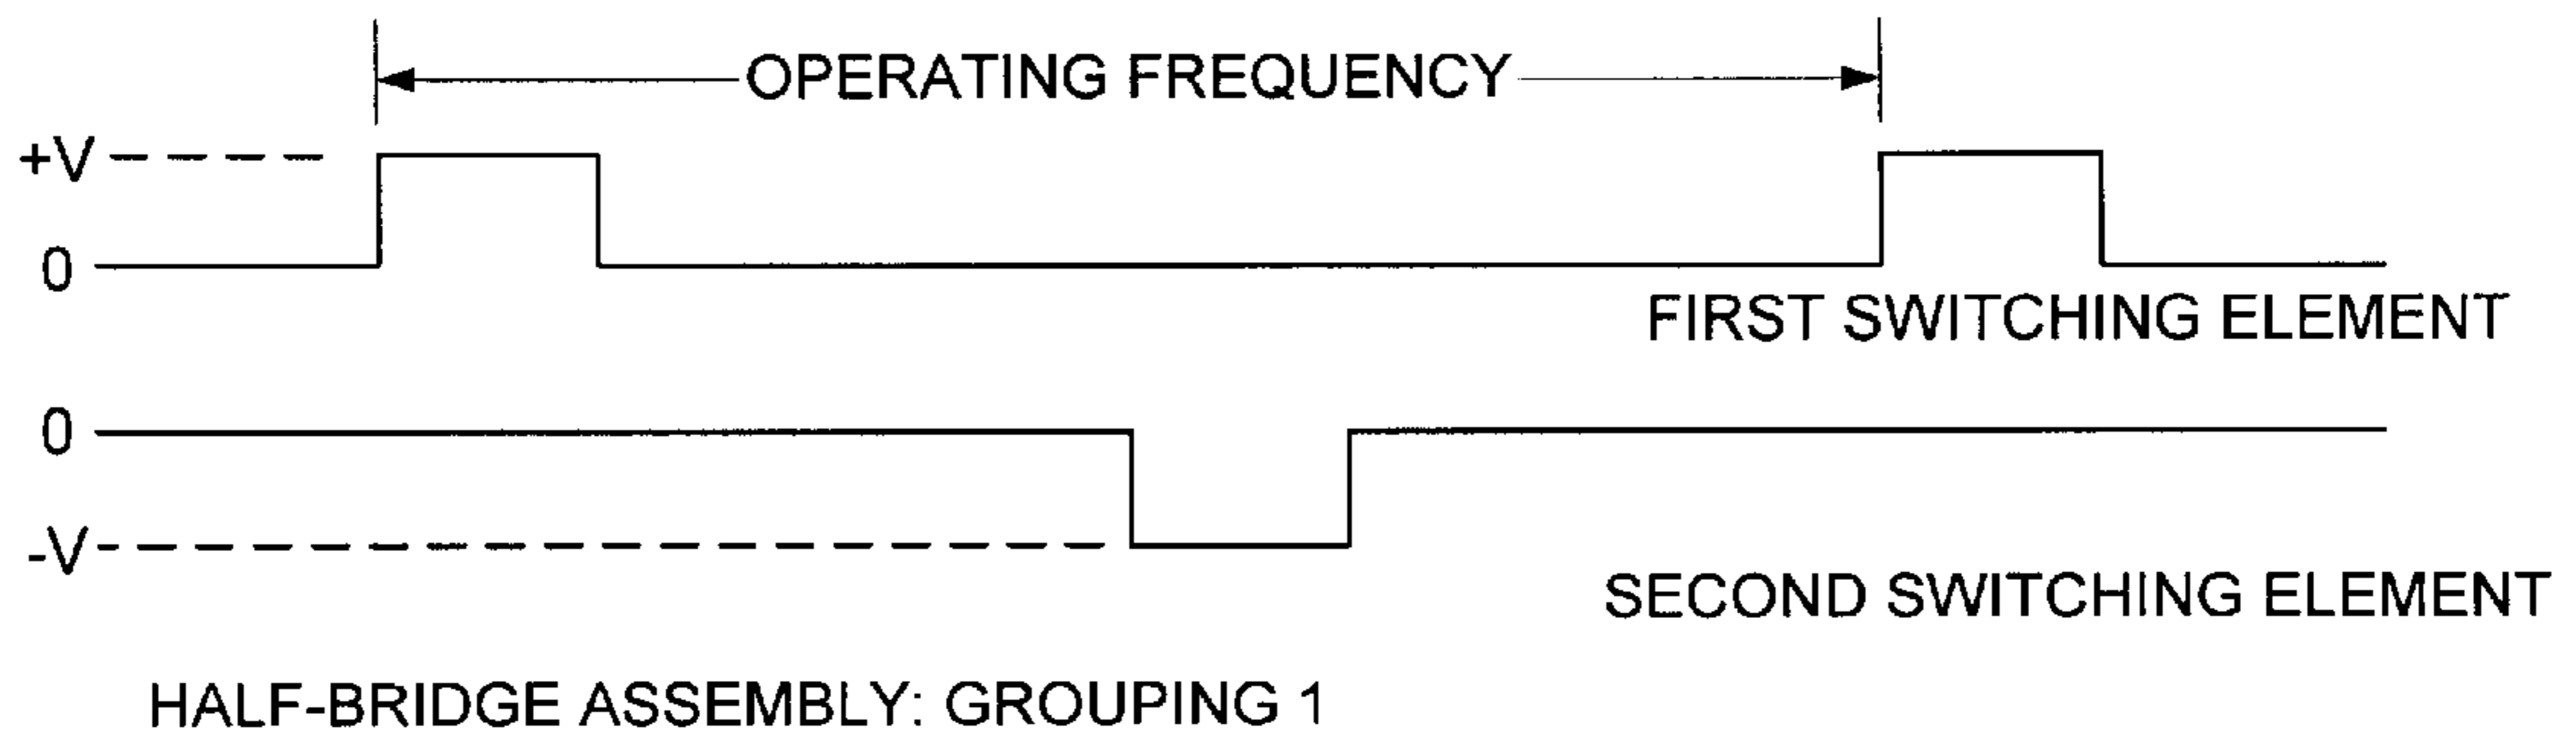 OPERATING FREQUENCY
+V
0
FIRST SWITCHING ELEMENT
0
-V
SECOND SWITCHING ELEMENT
HALF-BRIDGE ASSEMBLY: GROUPING 1